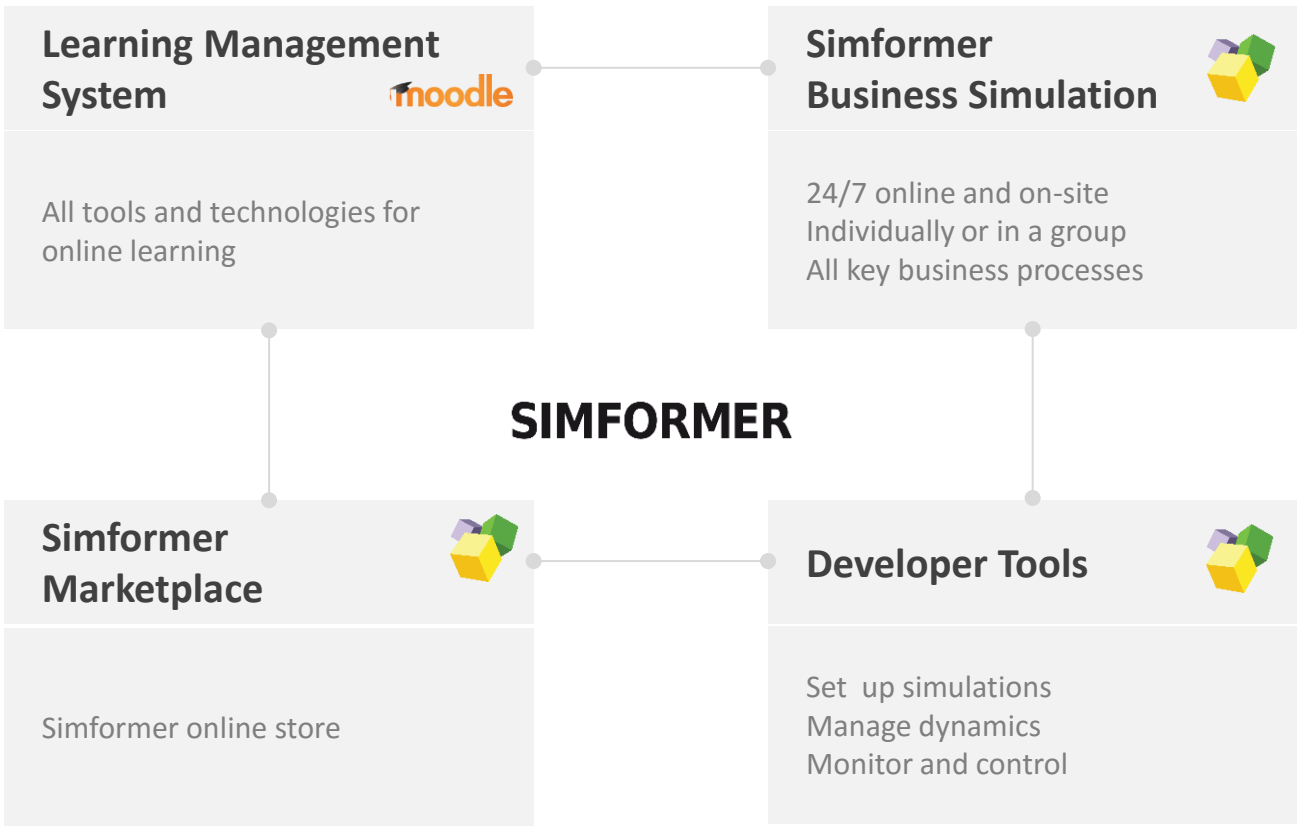 Learning Management
System
moodle
All tools and technologies for
online learning
Simformer
Business Simulation
24/7 online and on-site
Individually or in a group
All key business processes
SIMFORMER
Simformer
Marketplace
Simformer online store
Developer Tools
Set  up simulations
Manage dynamics
Monitor and control